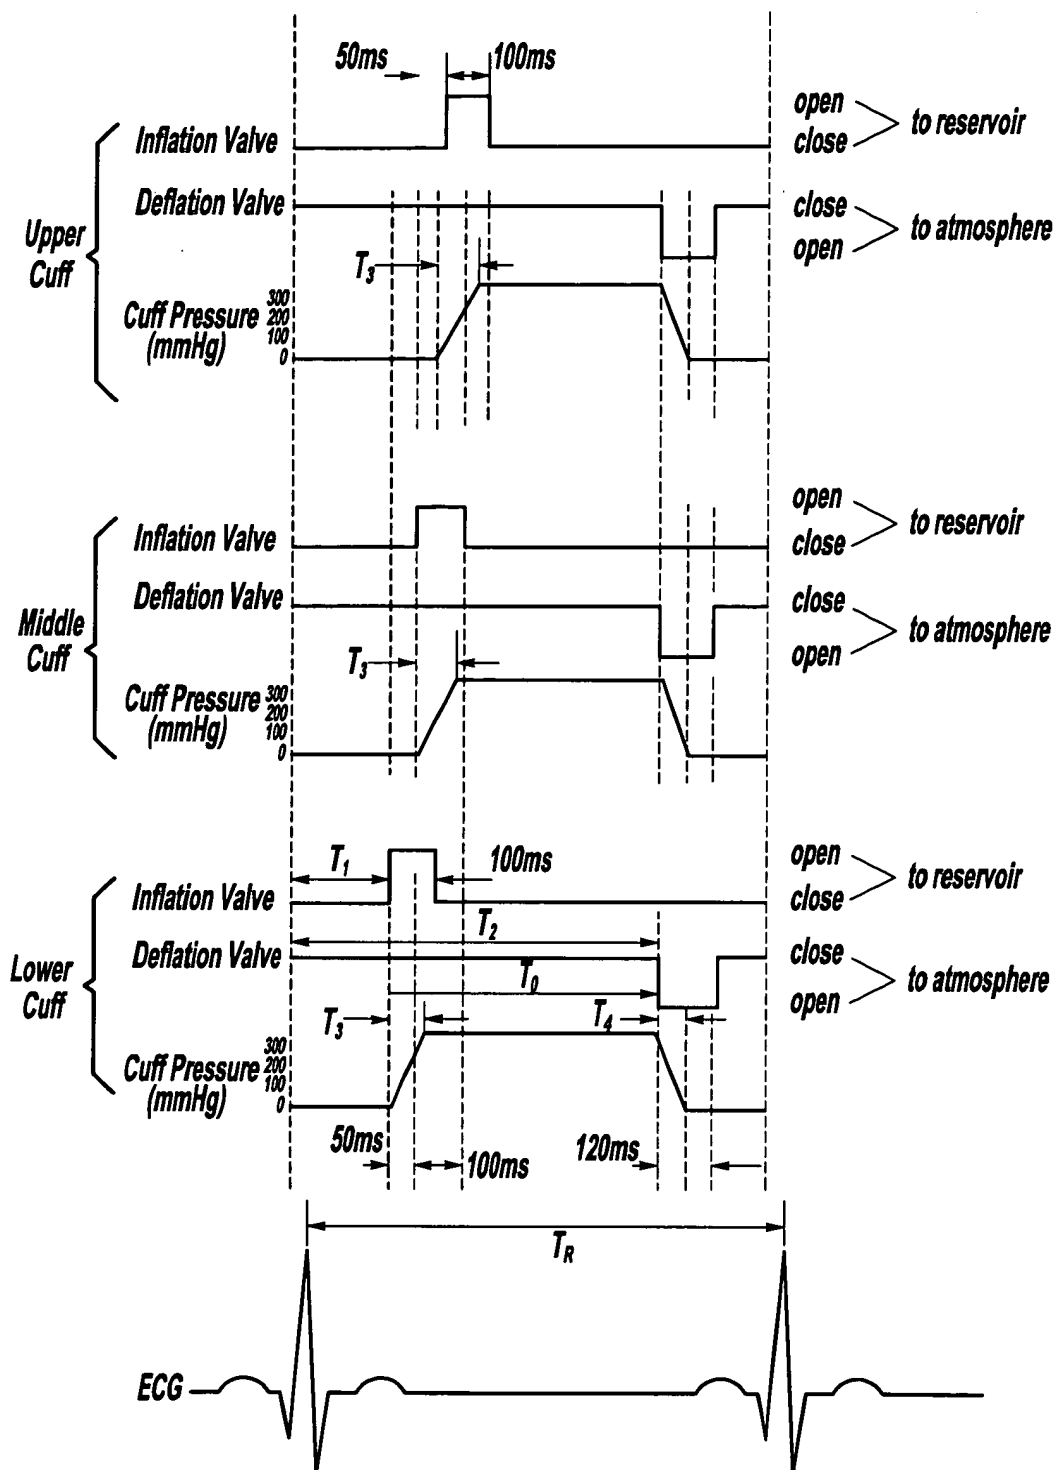 50ms
100ms
open
close
to reservoir
Inflation Valve
Deflation Valve
close
open
to atmosphere
Upper
Cuff
T3
Cuff Pressure
(mmHg)
300
200
100
0
open
close
to reservoir
Inflation Valve
Deflation Valve
close
open
to atmosphere
Middle
Cuff
T3
Cuff Pressure
(mmHg)
300
200
100
0
T1
100ms
open
close
to reservoir
Inflation Valve
T2
Deflation Valve
close
open
to atmosphere
Lower
Cuff
T0
T3
T4
Cuff Pressure
(mmHg)
300
200
100
0
50ms
100ms
120ms
TR
ECG